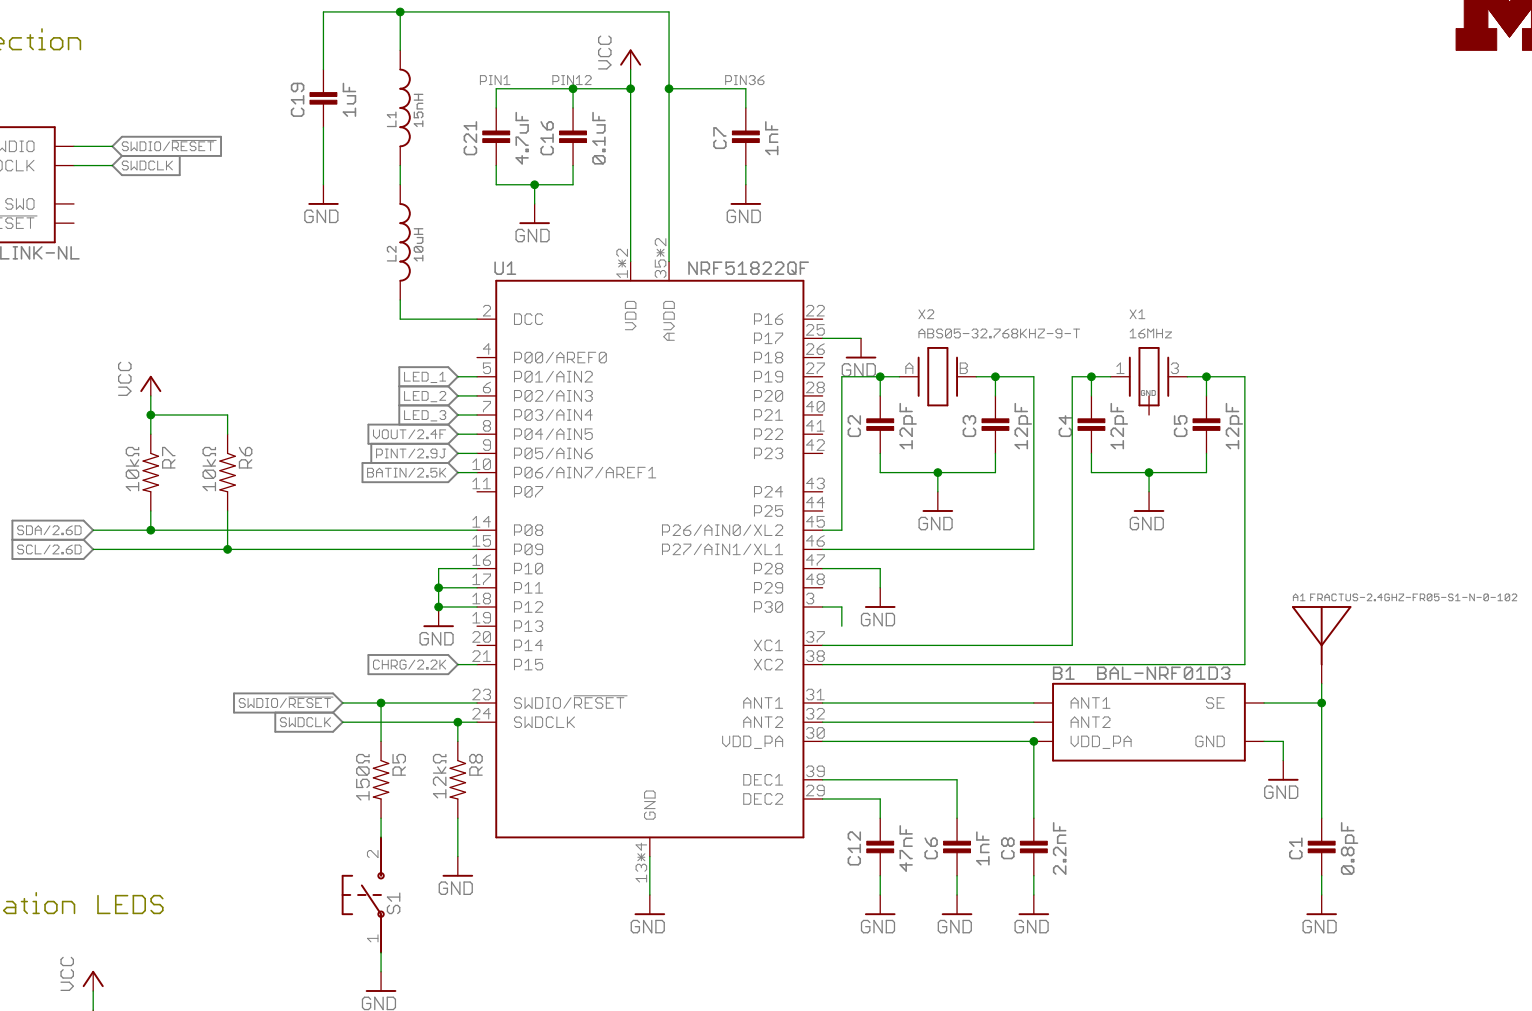 ection
M
WDIO
DCLK
SWO
ESET
LINK-NL
SWDIO/RESET
SWDCLK
C19
1uF
L1
15nH
L2
10uH
PIN1
PIN12
VCC
PIN36
C21
4.7uF
C16
0.1uF
C7
1nF
GND
GND
GND
U1
NRF51822QF
1*2
35*2
VDD
AVDD
2
DCC
4
P00/AREF0
LED_1
5
P01/AIN2
LED_2
6
P02/AIN3
LED_3
7
P03/AIN4
VOUT/2.4F
8
P04/AIN5
PINT/2.9J
9
P05/AIN6
BATIN/2.5K
10
P06/AIN7/AREF1
11
P07
VCC
10kΩ
R7
10kΩ
R6
SDA/2.6D
14
P08
SCL/2.6D
15
P09
16
P10
17
P11
18
P12
19
P13
GND
20
P14
CHRG/2.2K
21
P15
SWDIO/RESET
23
SWDIO/RESET
SWDCLK
24
SWDCLK
150Ω
R5
12kΩ
R8
2
S1
1
GND
GND
GND
13*4
GND
P16
22
P17
25
P18
26
P19
27
P20
28
P21
40
P22
41
P23
42
P24
43
P25
44
P26/AIN0/XL2
45
P27/AIN1/XL1
46
P28
47
P29
48
P30
3
XC1
37
XC2
38
ANT1
31
ANT2
32
VDD_PA
30
DEC1
39
DEC2
29
GND
X2
ABS05-32.768KHZ-9-T
A
B
C2
12pF
C3
12pF
GND
X1
16MHz
1
3
GND
C4
12pF
C5
12pF
GND
GND
A1 FRACTUS-2.4GHZ-FR05-S1-N-0-102
B1
BAL-NRF01D3
ANT1
SE
ANT2
VDD_PA
GND
GND
C12
47nF
C6
1nF
C8
2.2nF
C1
0.8pF
GND
GND
GND
GND
ation LEDS
VCC